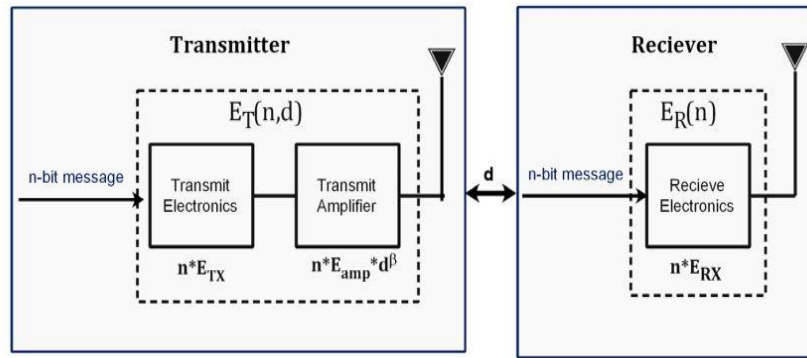 Transmitter
E_T(n,d)
n-bit message
Transmit
Electronics
Transmit
Amplifier
n*E_TX
n*E_amp*d^β
d
Reciever
E_R(n)
n-bit message
Recieve
Electronics
n*E_RX